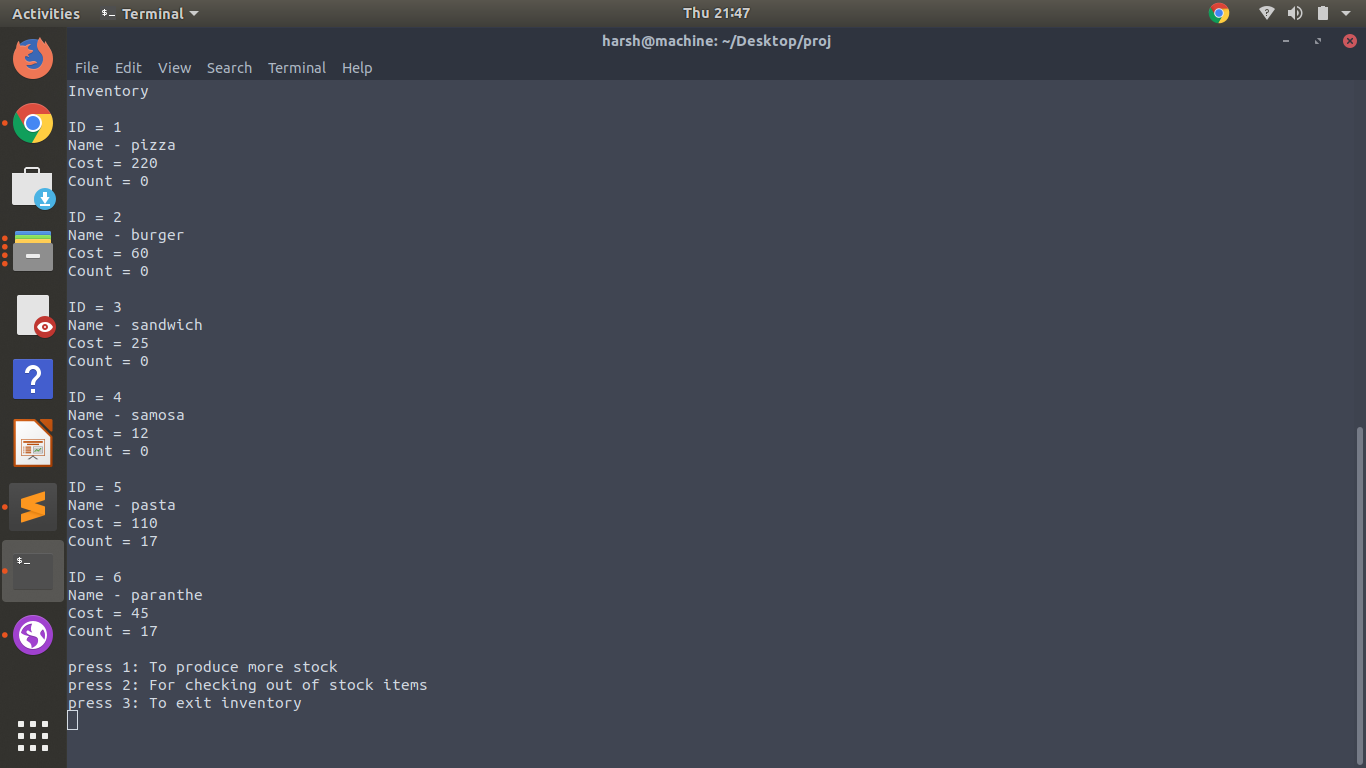 Activities
Terminal
Thu 21:47
harsh@machine: ~/Desktop/proj
File Edit View Search Terminal Help
Inventory
ID = 1
Name - pizza
Cost = 220
Count = 0
ID = 2
Name - burger
Cost = 60
Count = 0
ID = 3
Name - sandwich
Cost = 25
Count = 0
ID = 4
Name - samosa
Cost = 12
Count = 0
ID = 5
Name - pasta
Cost = 110
Count = 17
ID = 6
Name - paranthe
Cost = 45
Count = 17
press 1: To produce more stock
press 2: For checking out of stock items
press 3: To exit inventory